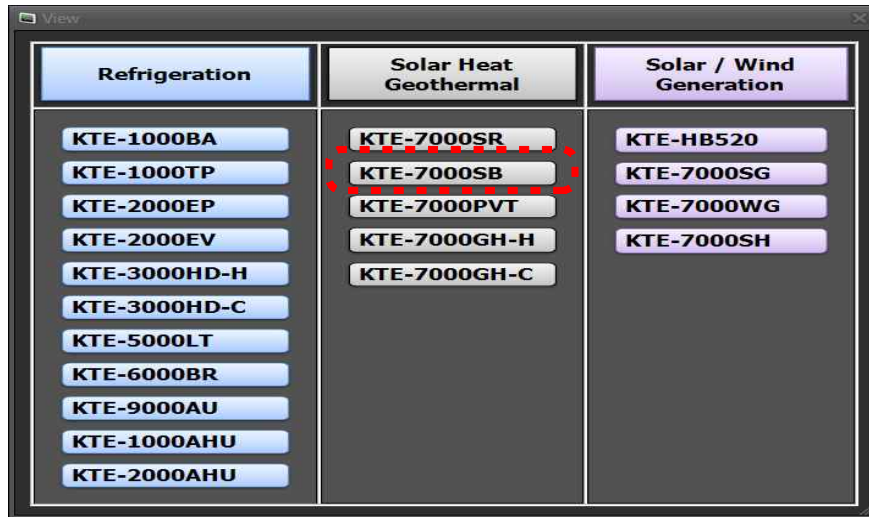 View
Refrigeration
Solar Heat
Geothermal
Solar / Wind
Generation
KTE-1000BA
KTE-1000TP
KTE-2000EP
KTE-2000EV
KTE-3000HD-H
KTE-3000HD-C
KTE-5000LT
KTE-6000BR
KTE-9000AU
KTE-1000AHU
KTE-2000AHU
KTE-7000SR
KTE-7000SB
KTE-7000PVT
KTE-7000GH-H
KTE-7000GH-C
KTE-HB520
KTE-7000SG
KTE-7000WG
KTE-7000SH